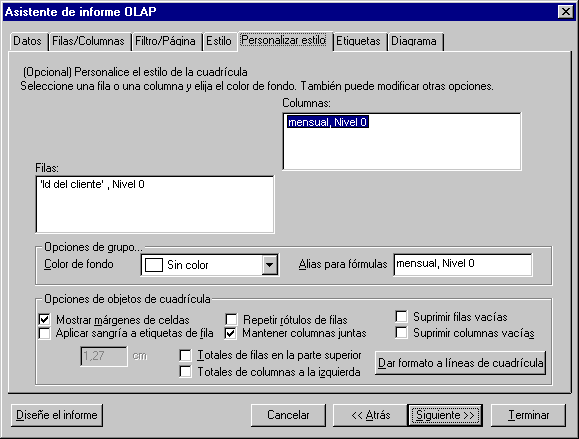 Asistente de informe OLAP
Datos Filas/Columnas Filtro/Página Estilo Personalizar estilo Etiquetas Diagrama
(Opcional) Personalice el estilo de la cuadrícula
Seleccione una fila o una columna y elija el color de fondo. También puede modificar otras opciones.
Columnas:
mensual, Nivel 0
Filas:
'Id del cliente' , Nivel 0
Opciones de grupo...
Color de fondo Sin color Alias para fórmulas mensual, Nivel 0
Opciones de objetos de cuadrícula
Mostrar márgenes de celdas Repetir rótulos de filas Suprimir filas vacías
Aplicar sangría a etiquetas de fila Mantener columnas juntas Suprimir columnas vacías
1,27 cm Totales de filas en la parte superior Dar formato a líneas de cuadrícula
Totales de columnas a la izquierda
Diseñe el informe Cancelar << Atrás Siguiente >> Terminar